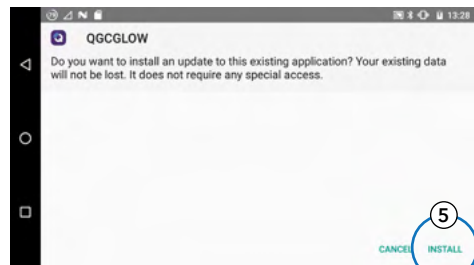 13:28
QGCGLOW
Do you want to install an update to this existing application? Your existing data
will not be lost. It does not require any special access.
5
CANCEL INSTALL